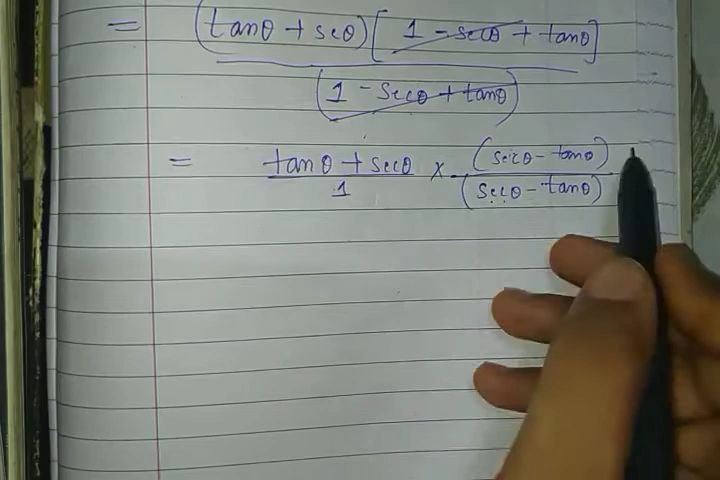 = (tanθ + secθ) [ 1 - secθ + tanθ ]
(1 - secθ + tanθ)
= tanθ + secθ × (secθ - tanθ)
1 (secθ - tanθ)